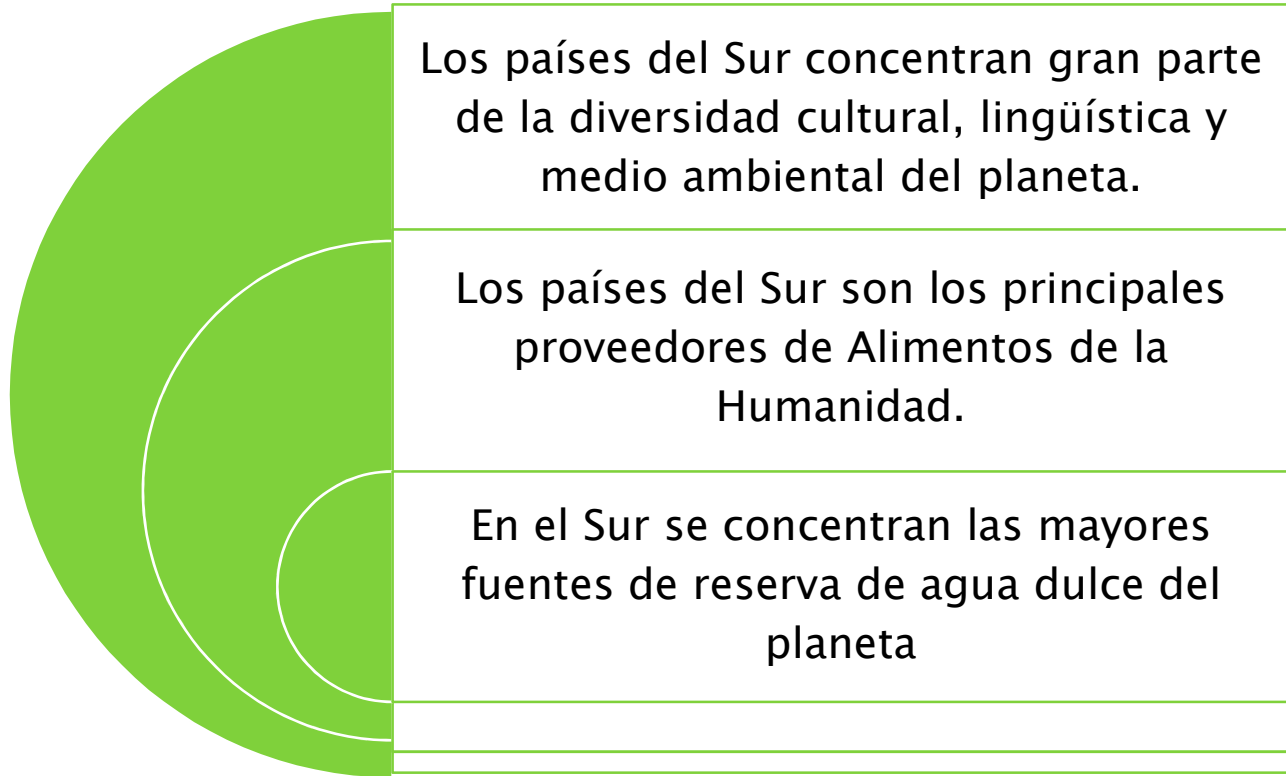 Los países del Sur concentran gran parte
de la diversidad cultural, lingüística y
medio ambiental del planeta.
Los países del Sur son los principales
proveedores de Alimentos de la
Humanidad.
En el Sur se concentran las mayores
fuentes de reserva de agua dulce del
planeta